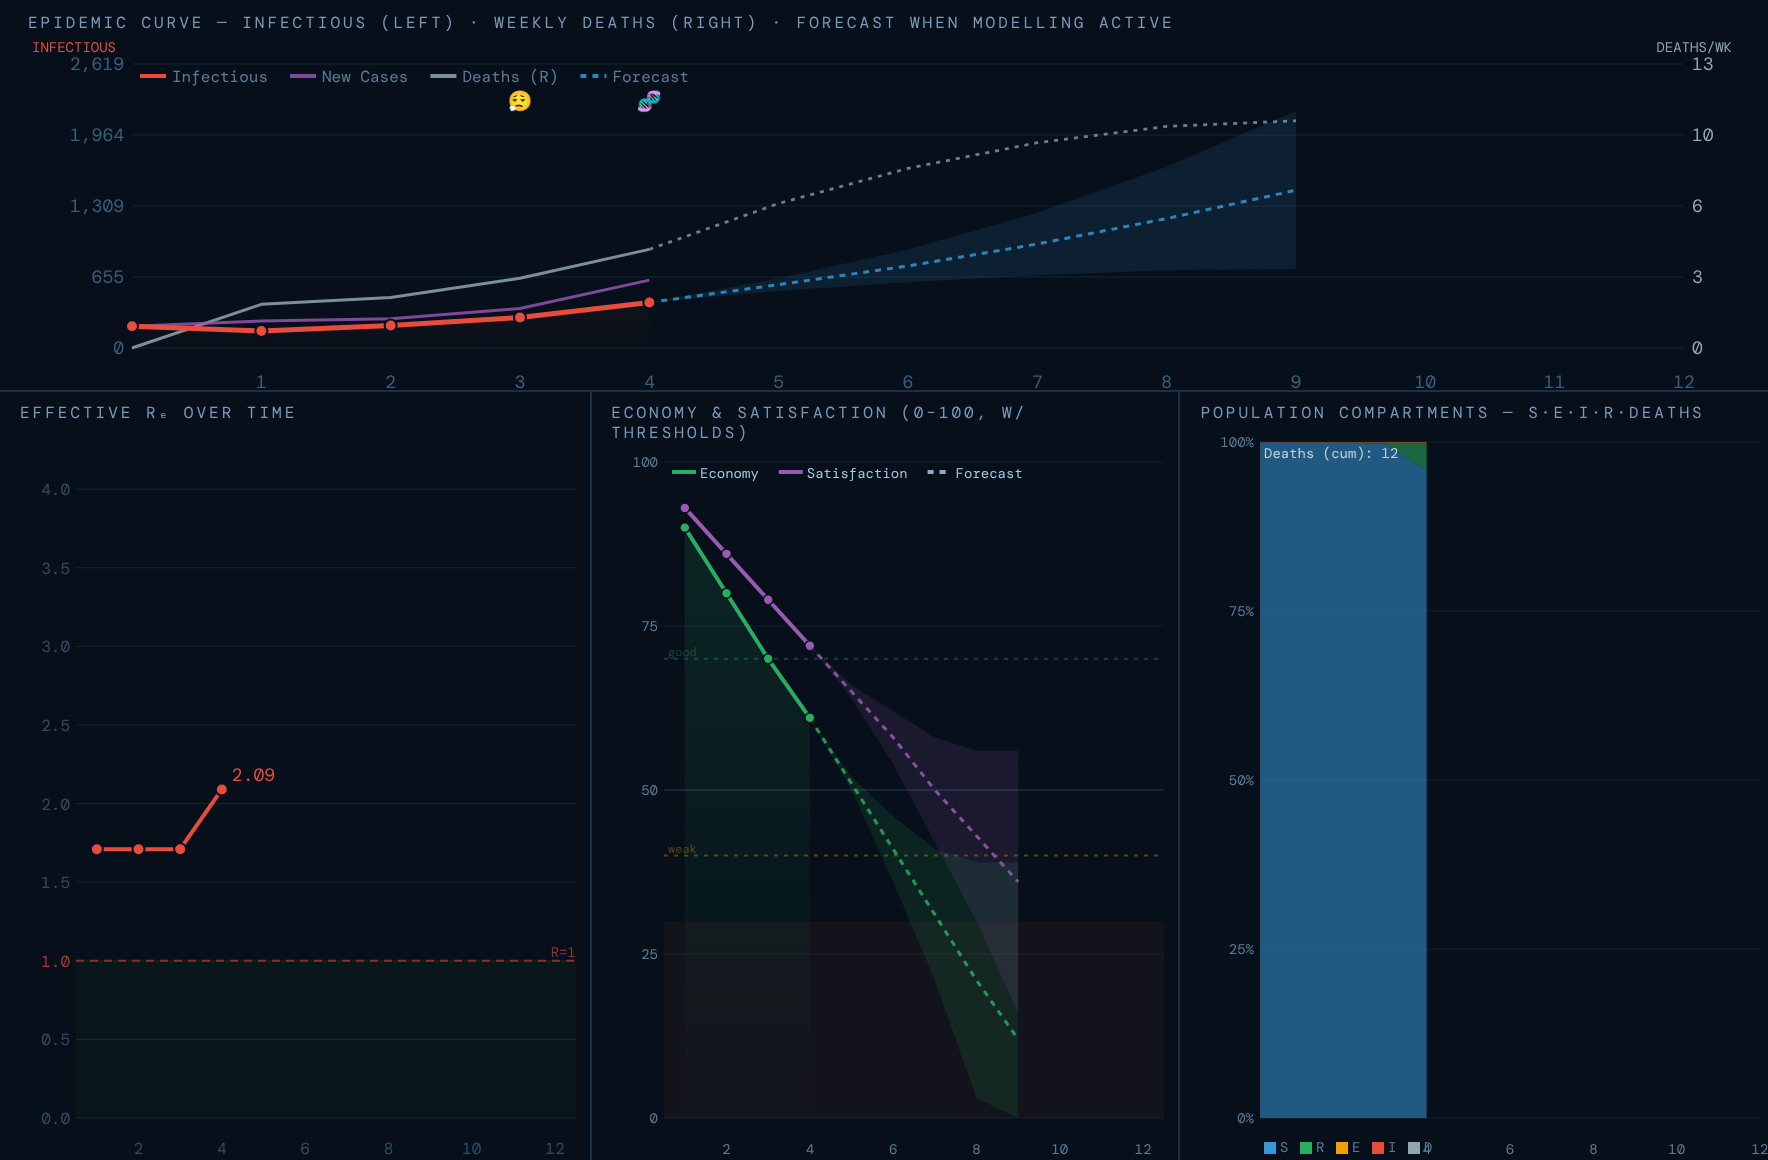 EPIDEMIC CURVE — INFECTIOUS (LEFT) · WEEKLY DEATHS (RIGHT) · FORECAST WHEN MODELLING ACTIVE
INFECTIOUS
DEATHS/WK
2,619
13
Infectious
New Cases
Deaths (R)
Forecast
1,964
10
1,309
6
655
3
0
0
1 2 3 4 5 6 7 8 9 10 11 12
EFFECTIVE Rₑ OVER TIME
4.0
3.5
3.0
2.5
2.09
2.0
1.5
R=1
1.0
0.5
0.0
2 4 6 8 10 12
ECONOMY & SATISFACTION (0-100, W/
THRESHOLDS)
100
Economy
Satisfaction
Forecast
75
good
50
weak
25
0
2 4 6 8 10 12
POPULATION COMPARTMENTS — S·E·I·R·DEATHS
100%
Deaths (cum): 12
75%
50%
25%
0%
S R E I
4 6 8 10 12